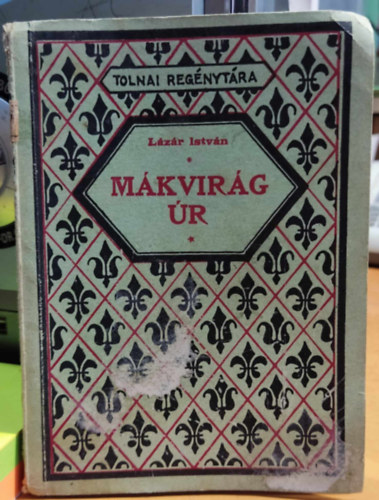 TOLNAI REGÉNYTÁRA
Lázár István
MÁKVIRÁG
ÚR